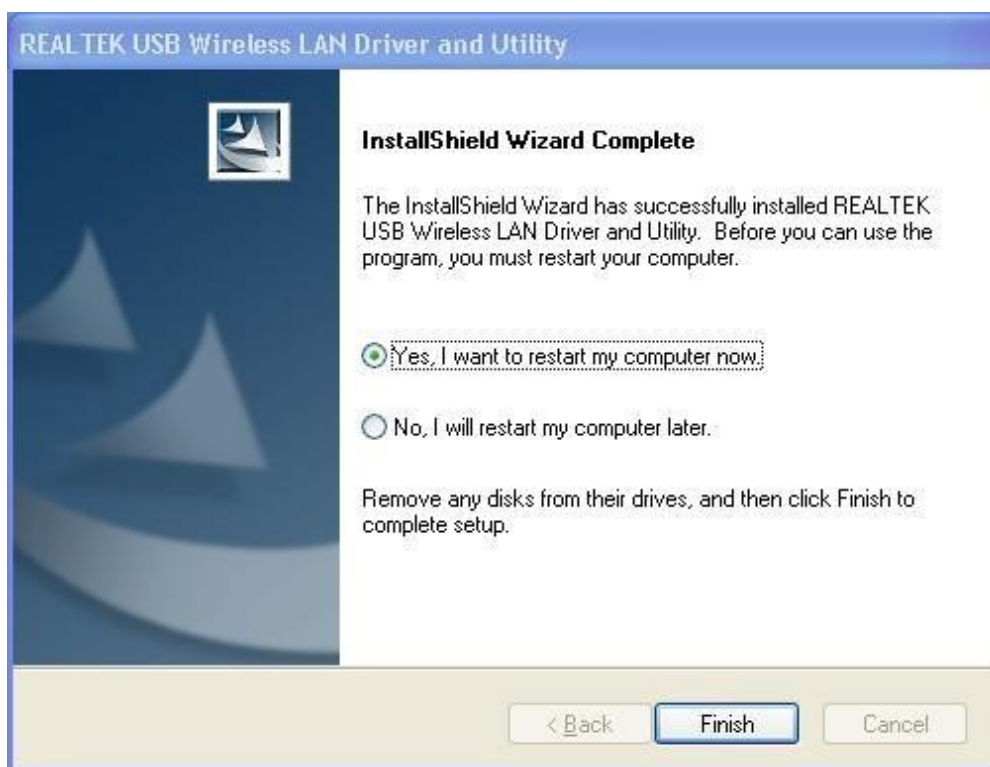 REALTEK USB Wireless LAN Driver and Utility
InstallShield Wizard Complete
The InstallShield Wizard has successfully installed REALTEK
USB Wireless LAN Driver and Utility.  Before you can use the
program, you must restart your computer.
Yes, I want to restart my computer now.
No, I will restart my computer later.
Remove any disks from their drives, and then click Finish to
complete setup.
< Back
Finish
Cancel